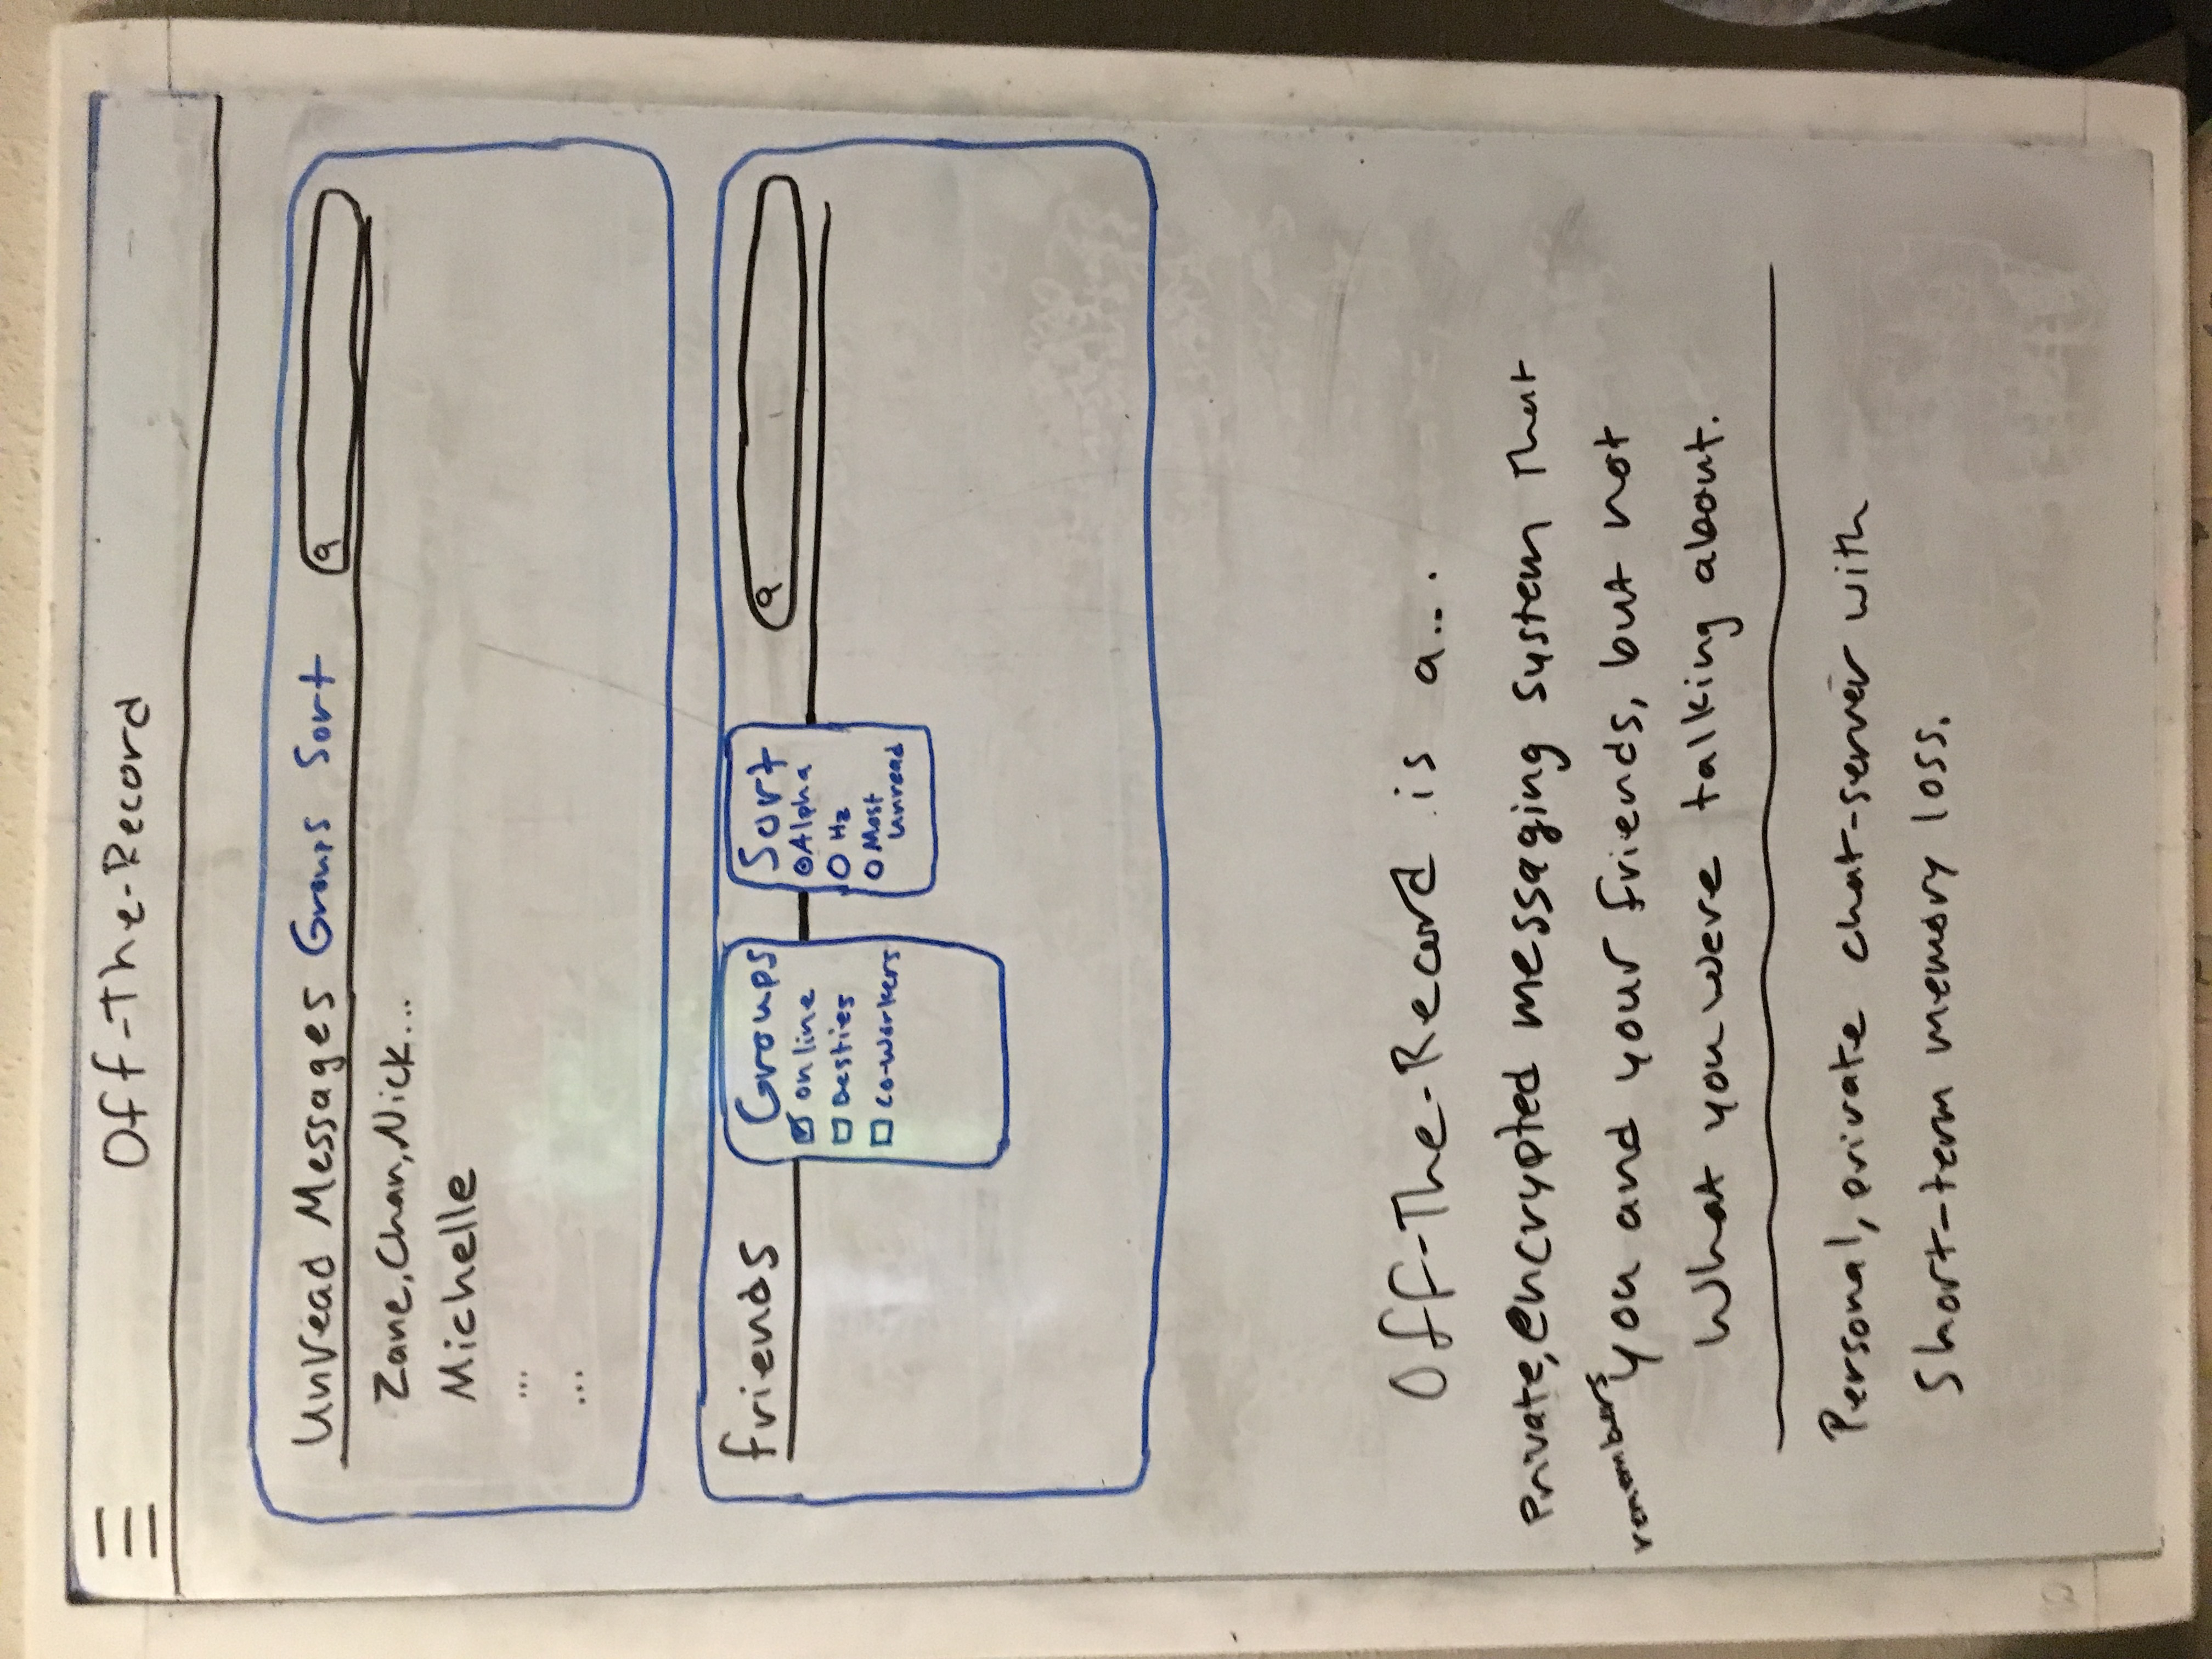 Off-The-Record
Unread Messages Groups Sort
Zane, Chan, Nick...
Michelle
...
...
friends Groups Sort
online Alpha
Besties Hz
Co-Workers Most
unread
Off-The-Record is a...
Private, encrypted messaging system that
remembers you and your friends, but not
What you were talking about.
Personal, private chat-server with
Short-term memory loss.